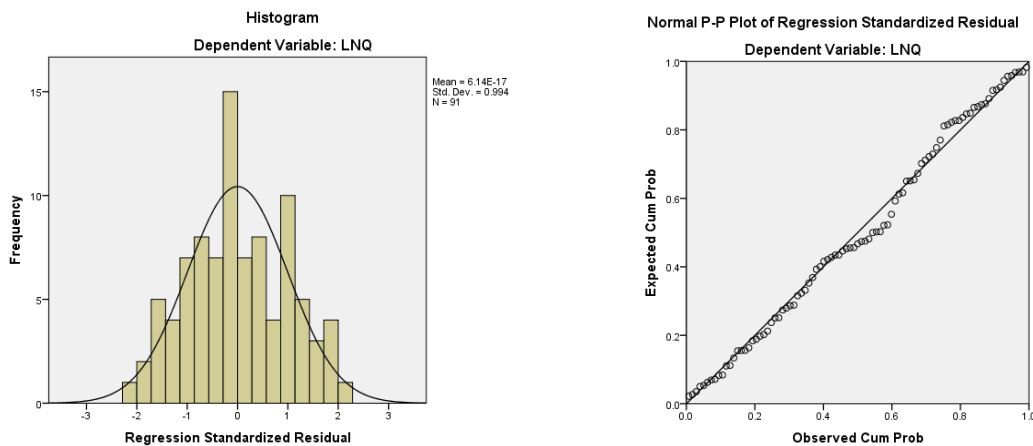 Histogram
Dependent Variable: LNQ
Mean = 6.14E-17
Std. Dev. = 0.994
N = 91
Frequency
15
10
5
0
-3 -2 -1 0 1 2 3
Regression Standardized Residual
Normal P-P Plot of Regression Standardized Residual
Dependent Variable: LNQ
Expected Cum Prob
1.0
0.8
0.6
0.4
0.2
0.0
0.0 0.2 0.4 0.6 0.8 1.0
Observed Cum Prob